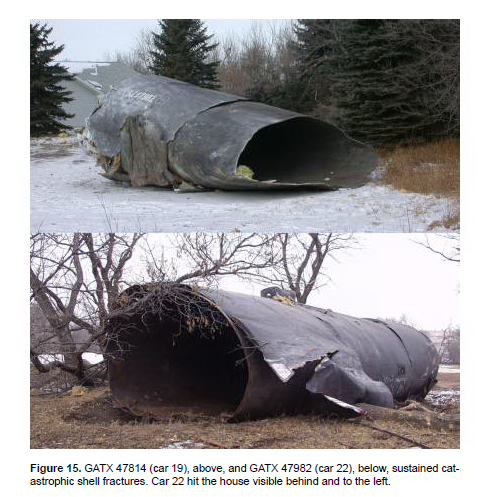 Figure 15. GATX 47814 (car 19), above, and GATX 47982 (car 22), below, sustained cat-
astrophic shell fractures. Car 22 hit the house visible behind and to the left.